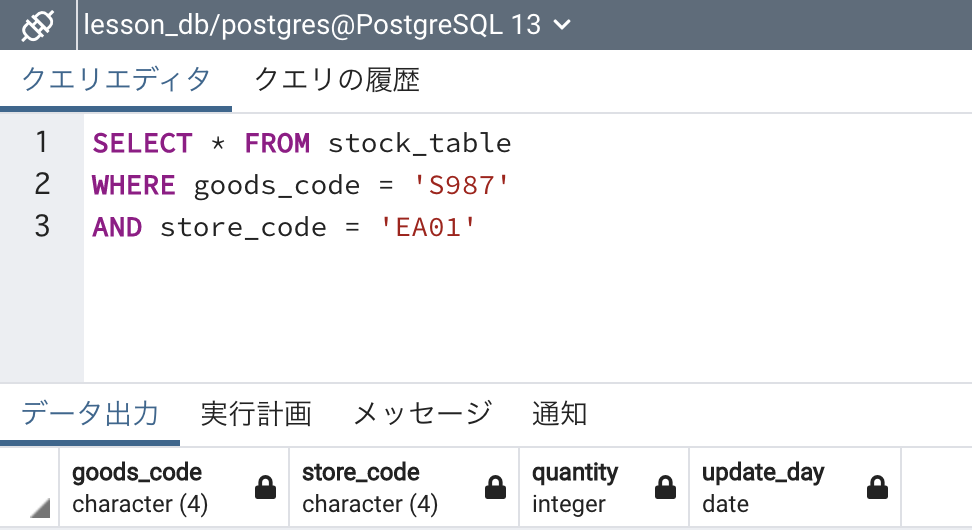 lesson_db/postgres@PostgreSQL 13
クエリエディタ クエリの履歴
1 SELECT * FROM stock_table
2 WHERE goods_code = 'S987'
3 AND store_code = 'EA01'
データ出力 実行計画 メッセージ 通知
goods_code store_code quantity update_day
character (4) character (4) integer date